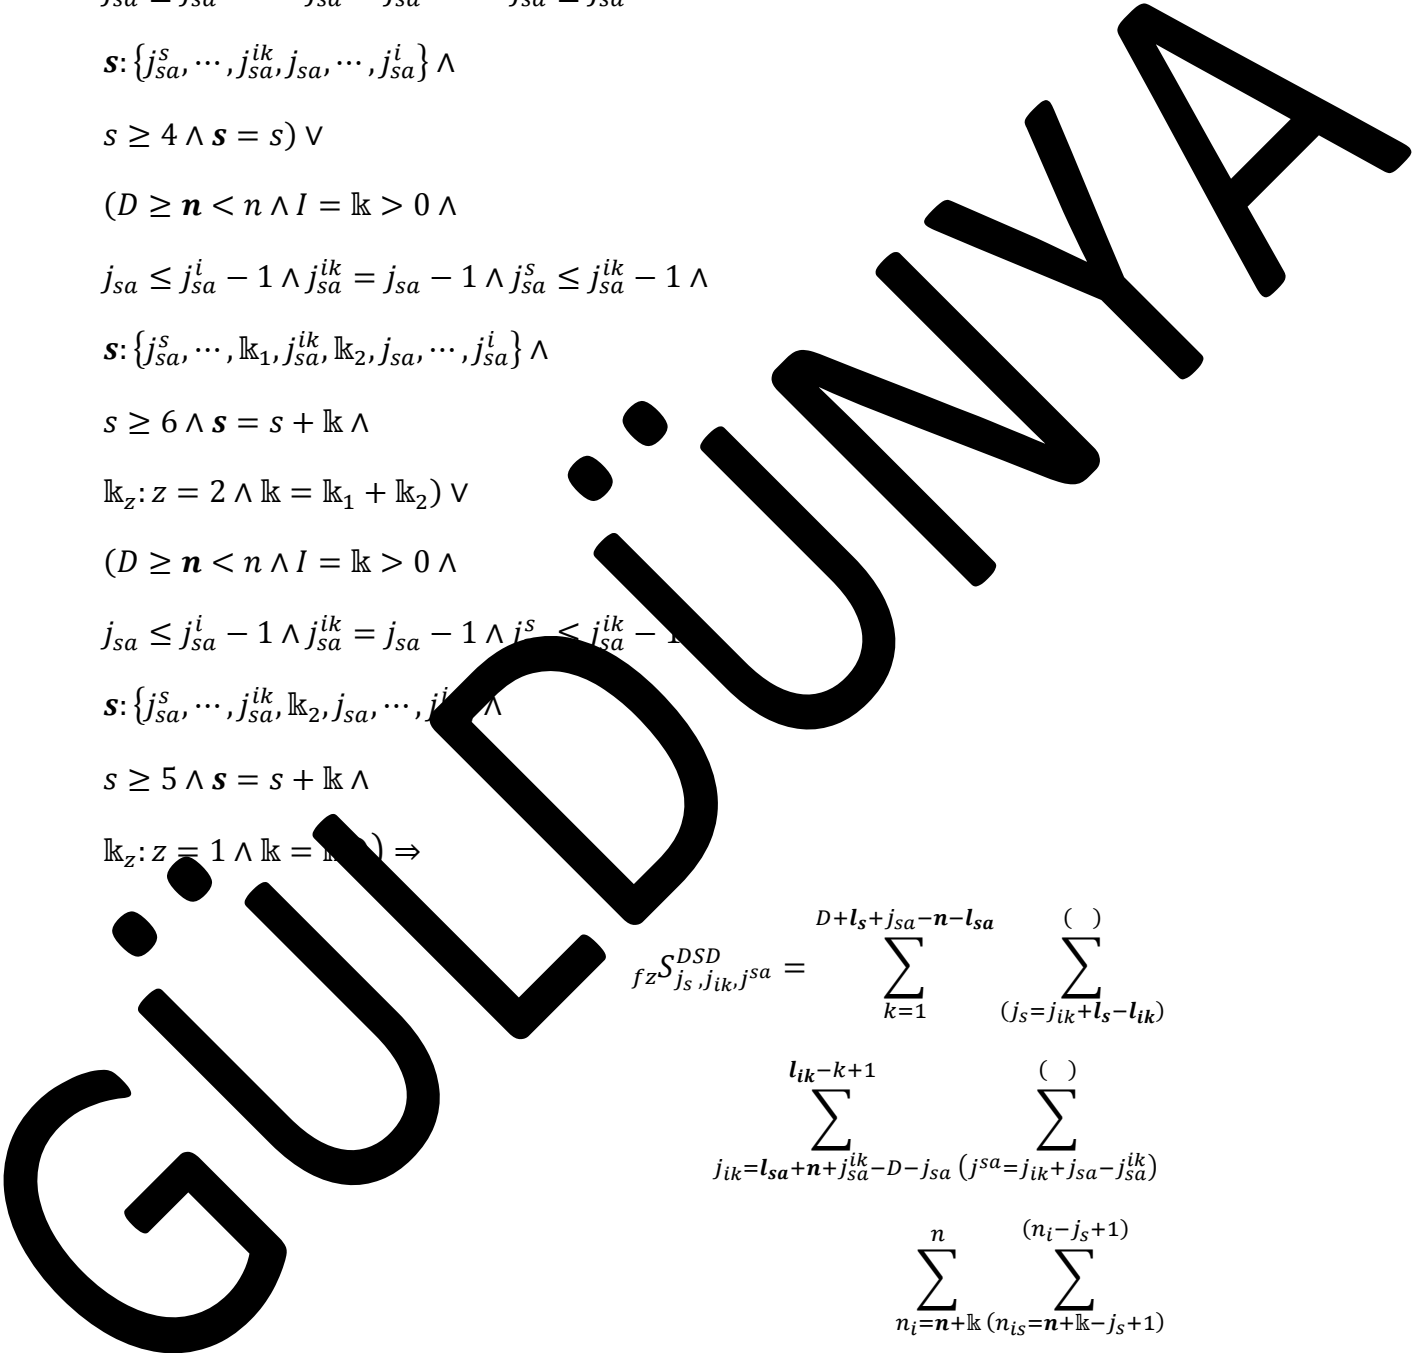 𝒔: {j_{sa}^{s}, ⋯, j_{sa}^{ik}, j_{sa}, ⋯, j_{sa}^{i}} ∧
s ≥ 4 ∧ 𝒔 = s) ∨
(D ≥ 𝒏 < n ∧ I = 𝕜 > 0 ∧
j_{sa} ≤ j_{sa}^{i} − 1 ∧ j_{sa}^{ik} = j_{sa} − 1 ∧ j_{sa}^{s} ≤ j_{sa}^{ik} − 1 ∧
𝒔: {j_{sa}^{s}, ⋯, 𝕜_1, j_{sa}^{ik}, 𝕜_2, j_{sa}, ⋯, j_{sa}^{i}} ∧
s ≥ 6 ∧ 𝒔 = s + 𝕜 ∧
𝕜_z: z = 2 ∧ 𝕜 = 𝕜_1 + 𝕜_2) ∨
(D ≥ 𝒏 < n ∧ I = 𝕜 > 0 ∧
j_{sa} ≤ j_{sa}^{i} − 1 ∧ j_{sa}^{ik} = j_{sa} − 1 ∧ j^{s} ≤ j_{sa}^{ik} − 1
𝒔: {j_{sa}^{s}, ⋯, j_{sa}^{ik}, 𝕜_2, j_{sa}, ⋯, j^{i} ∧
s ≥ 5 ∧ 𝒔 = s + 𝕜 ∧
𝕜_z: z = 1 ∧ 𝕜 = ) ⇒
_{fz}S_{j_s,j_{ik},j^{sa}}^{DSD} = ∑_{k=1}^{D+𝒍_𝒔+j_{sa}−𝒏−𝒍_{𝒔𝒂}} ∑_{(j_s=j_{ik}+𝒍_𝒔−𝒍_{𝒊𝒌})}^{( )}
∑_{j_{ik}=𝒍_{𝒔𝒂}+𝒏+j_{sa}^{ik}−D−j_{sa}}^{𝒍_{𝒊𝒌}−k+1} ∑_{(j^{sa}=j_{ik}+j_{sa}−j_{sa}^{ik})}^{( )}
∑_{n_i=𝒏+𝕜}^{n} ∑_{(n_{is}=𝒏+𝕜−j_s+1)}^{(n_i−j_s+1)}
GÜLDÜNYA